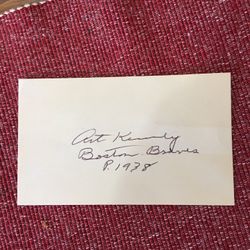 Art Kenney
Boston Braves
P. 1938